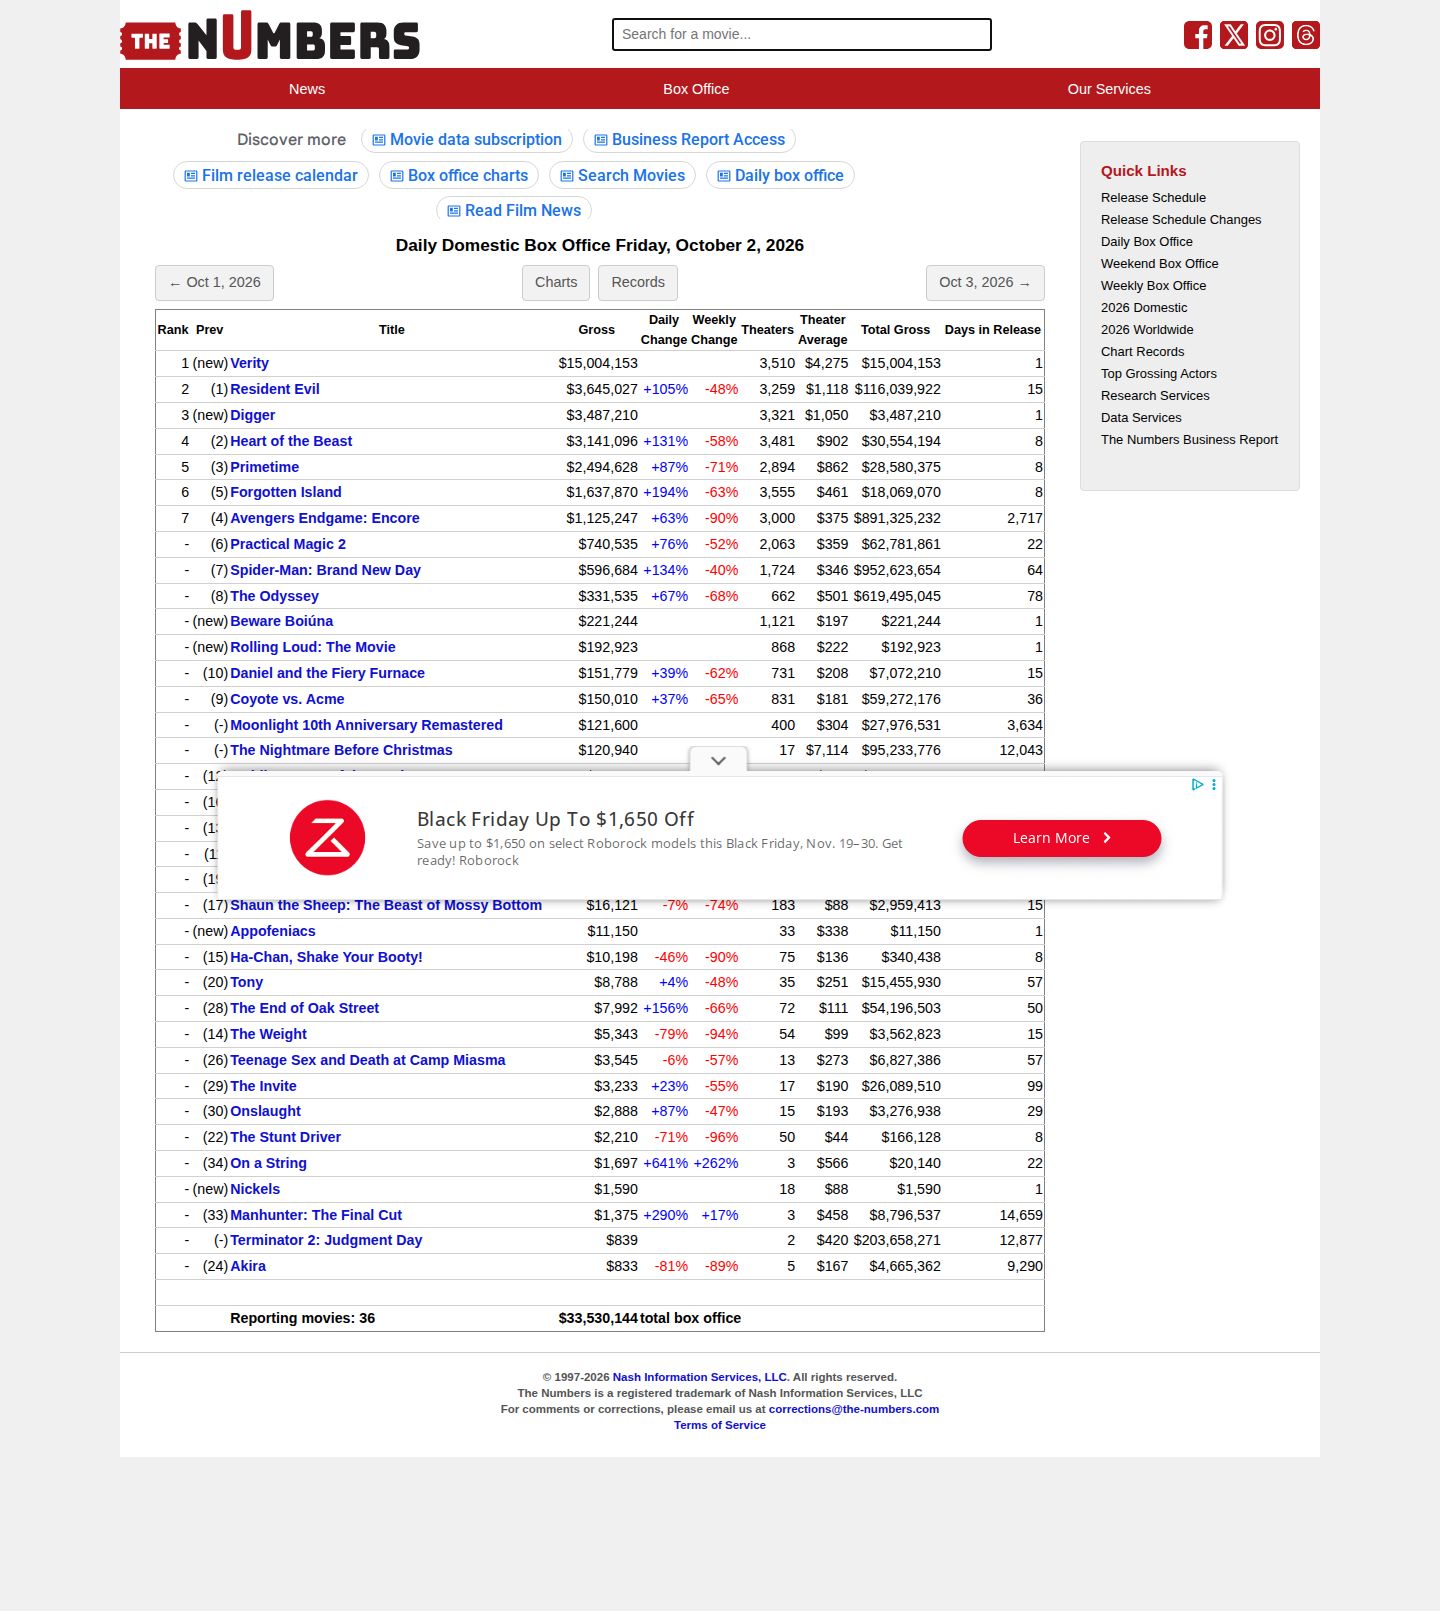 THE NUMBERS
Search for a movie...
News Box Office Our Services
Discover more Movie data subscription Business Report Access
Film release calendar Box office charts Search Movies Daily box office
Read Film News
Quick Links
Release Schedule
Release Schedule Changes
Daily Box Office
Weekend Box Office
Weekly Box Office
2026 Domestic
2026 Worldwide
Chart Records
Top Grossing Actors
Research Services
Data Services
The Numbers Business Report
Daily Domestic Box Office Friday, October 2, 2026
← Oct 1, 2026 Charts Records Oct 3, 2026 →
Rank Prev Title Gross Daily Change Weekly Change Theaters Theater Average Total Gross Days in Release
1 (new) Verity $15,004,153 3,510 $4,275 $15,004,153 1
2 (1) Resident Evil $3,645,027 +105% -48% 3,259 $1,118 $116,039,922 15
3 (new) Digger $3,487,210 3,321 $1,050 $3,487,210 1
4 (2) Heart of the Beast $3,141,096 +131% -58% 3,481 $902 $30,554,194 8
5 (3) Primetime $2,494,628 +87% -71% 2,894 $862 $28,580,375 8
6 (5) Forgotten Island $1,637,870 +194% -63% 3,555 $461 $18,069,070 8
7 (4) Avengers Endgame: Encore $1,125,247 +63% -90% 3,000 $375 $891,325,232 2,717
- (6) Practical Magic 2 $740,535 +76% -52% 2,063 $359 $62,781,861 22
- (7) Spider-Man: Brand New Day $596,684 +134% -40% 1,724 $346 $952,623,654 64
- (8) The Odyssey $331,535 +67% -68% 662 $501 $619,495,045 78
- (new) Beware Boiúna $221,244 1,121 $197 $221,244 1
- (new) Rolling Loud: The Movie $192,923 868 $222 $192,923 1
- (10) Daniel and the Fiery Furnace $151,779 +39% -62% 731 $208 $7,072,210 15
- (9) Coyote vs. Acme $150,010 +37% -65% 831 $181 $59,272,176 36
- (-) Moonlight 10th Anniversary Remastered $121,600 400 $304 $27,976,531 3,634
- (-) The Nightmare Before Christmas $120,940 17 $7,114 $95,233,776 12,043
-
-
-
-
-
Black Friday Up To $1,650 Off
Save up to $1,650 on select Roborock models this Black Friday, Nov. 19–30. Get
ready! Roborock
Learn More
- (17) Shaun the Sheep: The Beast of Mossy Bottom $16,121 -7% -74% 183 $88 $2,959,413 15
- (new) Appofeniacs $11,150 33 $338 $11,150 1
- (15) Ha-Chan, Shake Your Booty! $10,198 -46% -90% 75 $136 $340,438 8
- (20) Tony $8,788 +4% -48% 35 $251 $15,455,930 57
- (28) The End of Oak Street $7,992 +156% -66% 72 $111 $54,196,503 50
- (14) The Weight $5,343 -79% -94% 54 $99 $3,562,823 15
- (26) Teenage Sex and Death at Camp Miasma $3,545 -6% -57% 13 $273 $6,827,386 57
- (29) The Invite $3,233 +23% -55% 17 $190 $26,089,510 99
- (30) Onslaught $2,888 +87% -47% 15 $193 $3,276,938 29
- (22) The Stunt Driver $2,210 -71% -96% 50 $44 $166,128 8
- (34) On a String $1,697 +641% +262% 3 $566 $20,140 22
- (new) Nickels $1,590 18 $88 $1,590 1
- (33) Manhunter: The Final Cut $1,375 +290% +17% 3 $458 $8,796,537 14,659
- (-) Terminator 2: Judgment Day $839 2 $420 $203,658,271 12,877
- (24) Akira $833 -81% -89% 5 $167 $4,665,362 9,290
Reporting movies: 36 $33,530,144 total box office
© 1997-2026 Nash Information Services, LLC. All rights reserved.
The Numbers is a registered trademark of Nash Information Services, LLC
For comments or corrections, please email us at corrections@the-numbers.com
Terms of Service